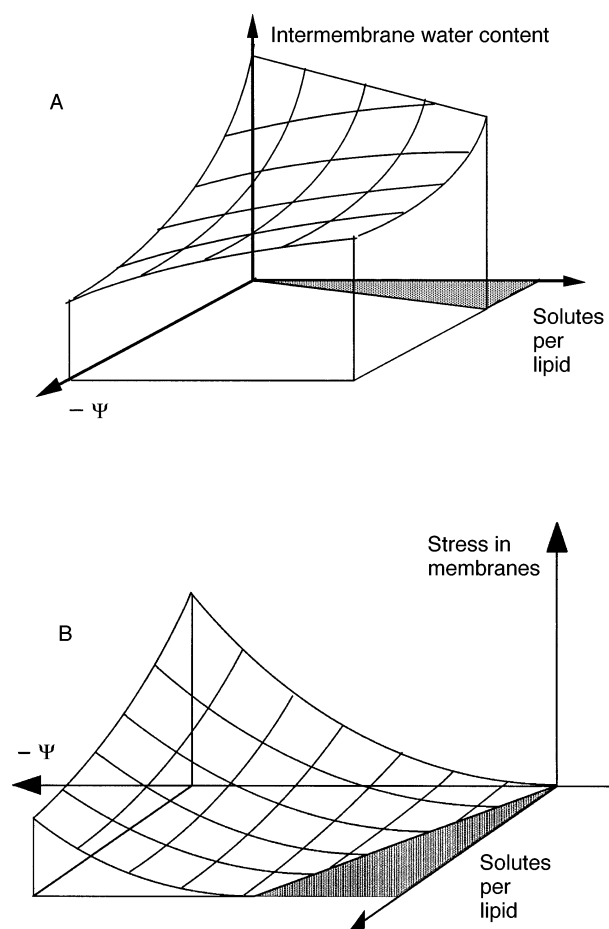 Intermembrane water content
A
Solutes
per
lipid
– Ψ
Stress in
membranes
B
– Ψ
Solutes
per
lipid